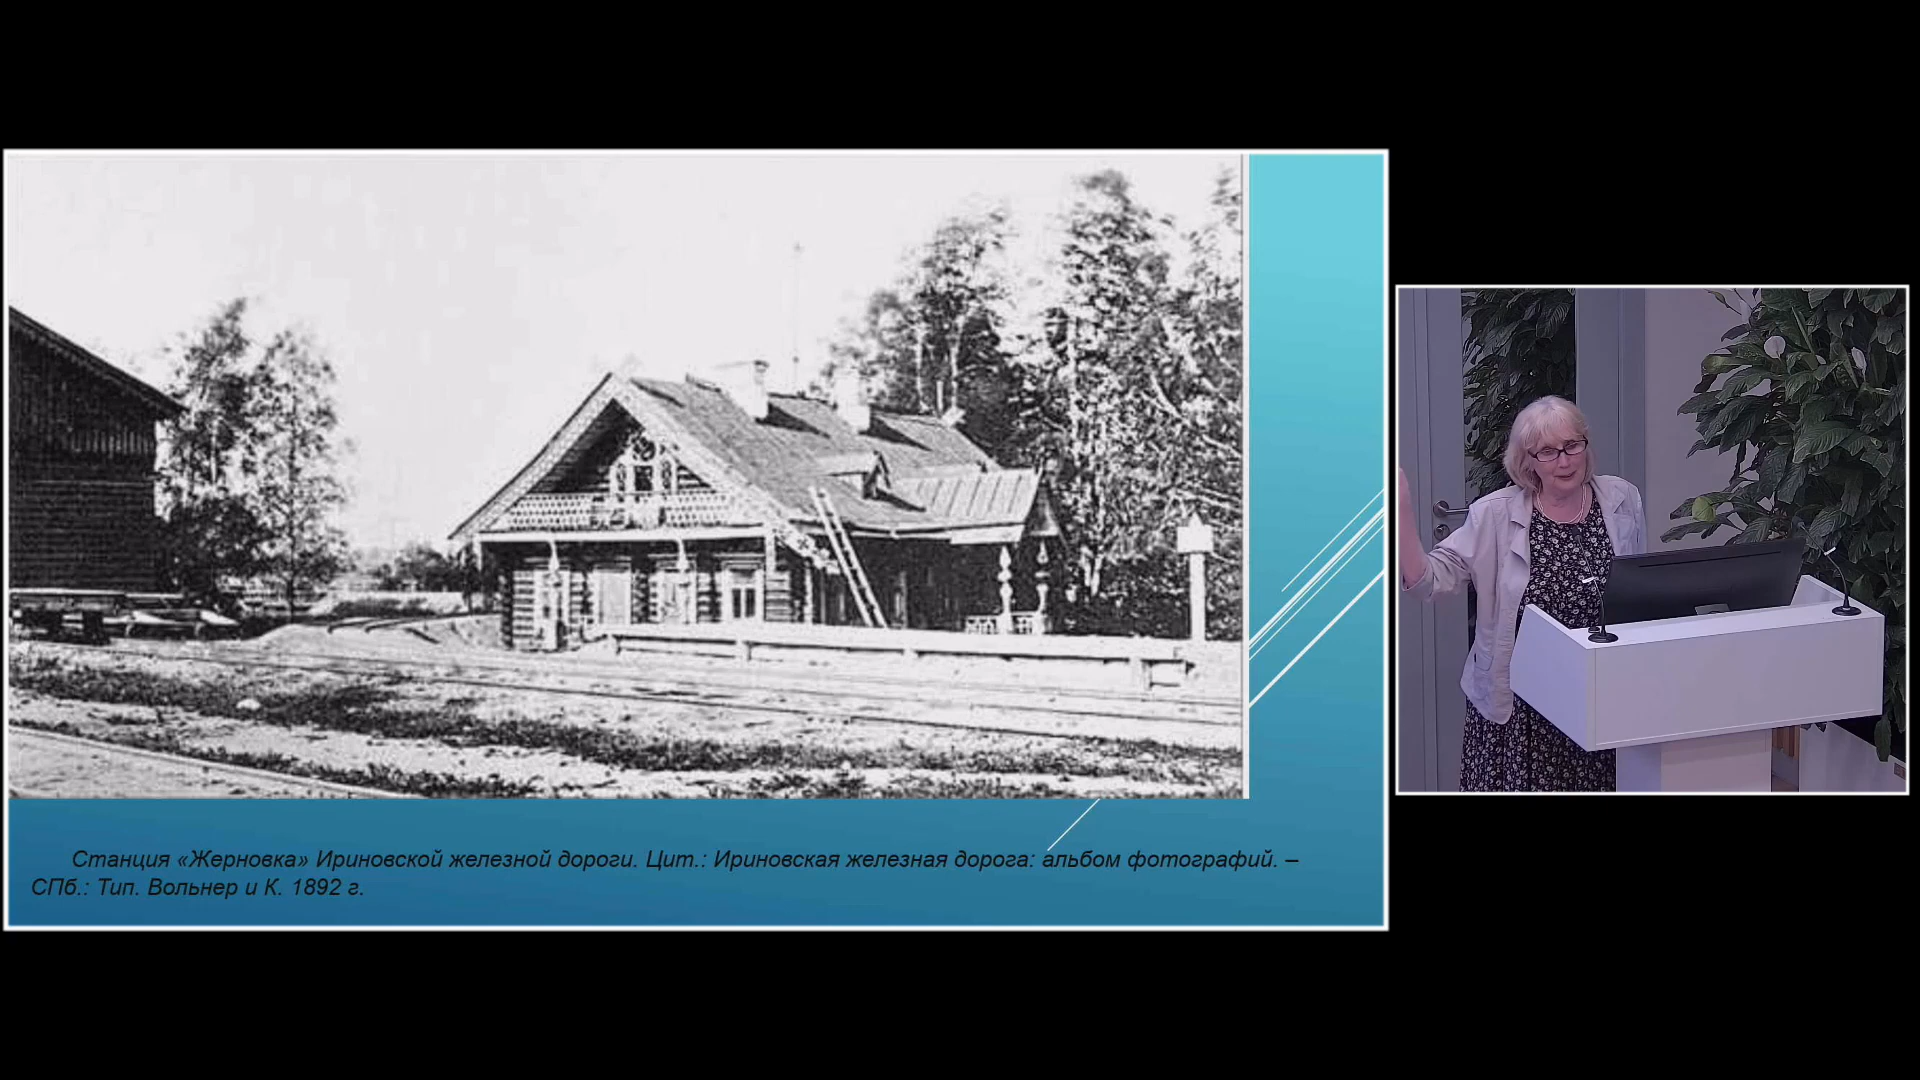 Станция «Жерновка» Ириновской железной дороги. Цит.: Ириновская железная дорога: альбом фотографий. –
СПб.: Тип. Вольнер и К. 1892 г.